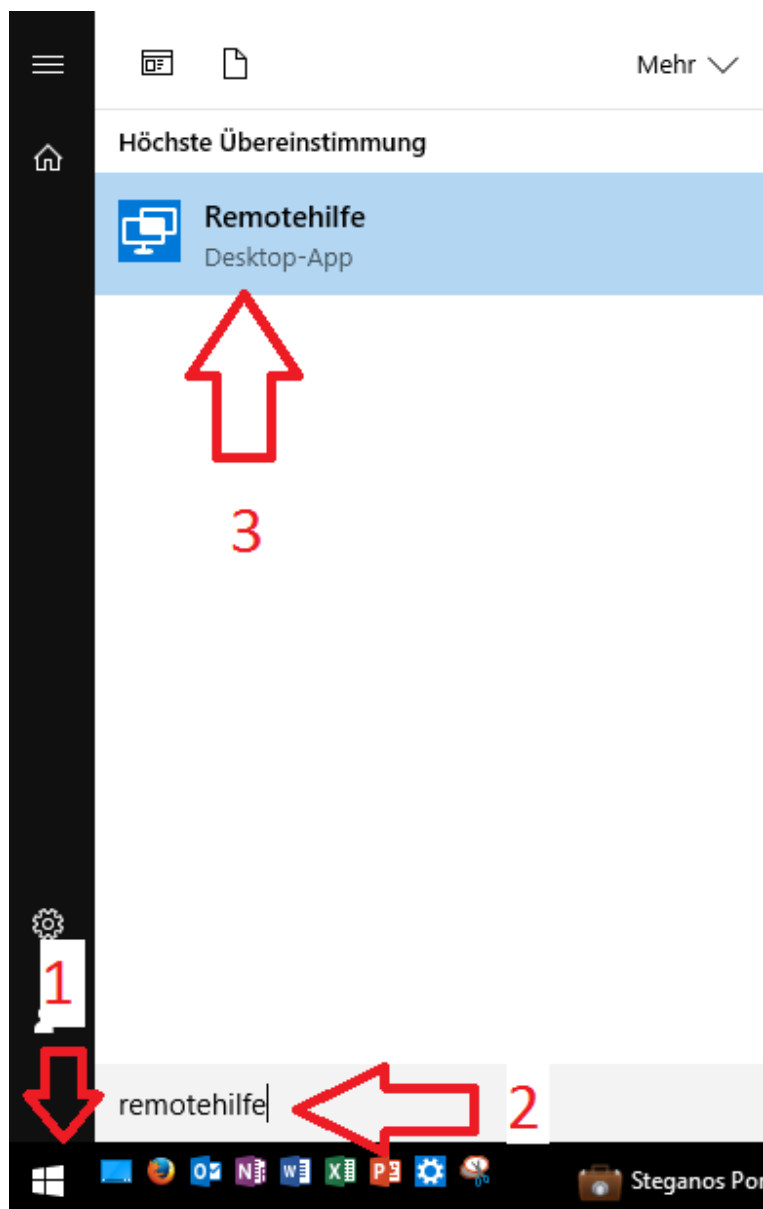 Mehr
Höchste Übereinstimmung
Remotehilfe
Desktop-App
3
1
remotehilfe
2
Steganos Por